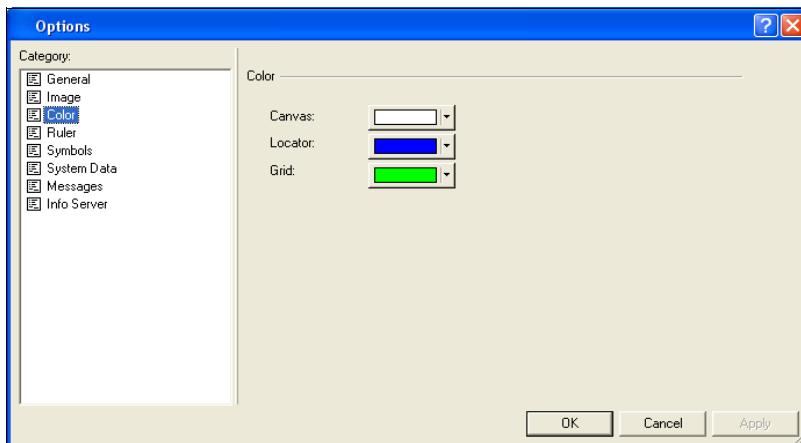 Options
Category:
General
Image
Color
Ruler
Symbols
System Data
Messages
Info Server
Color
Canvas:
Locator:
Grid:
OK
Cancel
Apply